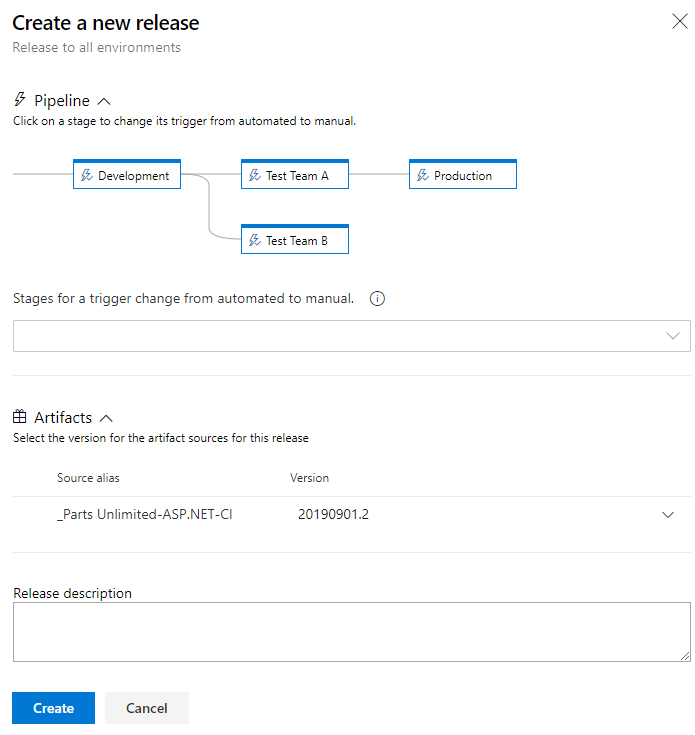 Create a new release
Release to all environments
Pipeline
Click on a stage to change its trigger from automated to manual.
Development
Test Team A
Production
Test Team B
Stages for a trigger change from automated to manual.
Artifacts
Select the version for the artifact sources for this release
Source alias Version
_Parts Unlimited-ASP.NET-CI 20190901.2
Release description
Create Cancel